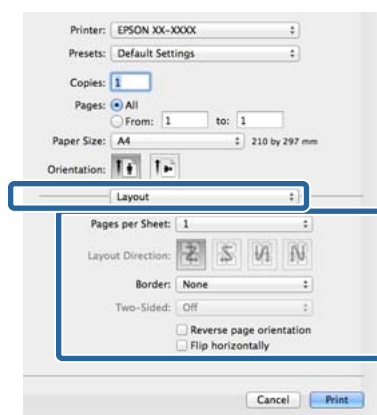 Printer: EPSON XX-XXXX
Presets: Default Settings
Copies: 1
Pages: All
From: 1 to: 1
Paper Size: A4 210 by 297 mm
Orientation:
Layout
Pages per Sheet: 1
Layout Direction:
Border: None
Two-Sided: Off
Reverse page orientation
Flip horizontally
Cancel Print